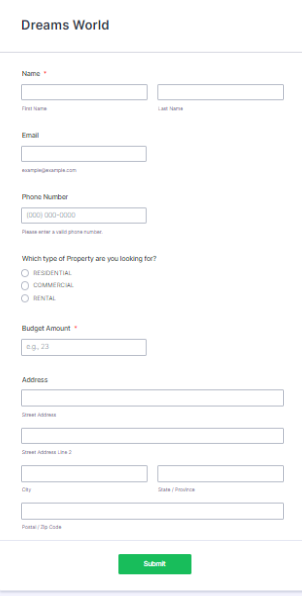 Dreams World
Name *
First Name Last Name
Email
example@example.com
Phone Number
(000) 000-0000
Please enter a valid phone number.
Which type of Property are you looking for?
RESIDENTIAL
COMMERCIAL
RENTAL
Budget Amount *
e.g., 23
Address
Street Address
Street Address Line 2
City State / Province
Postal / Zip Code
Submit